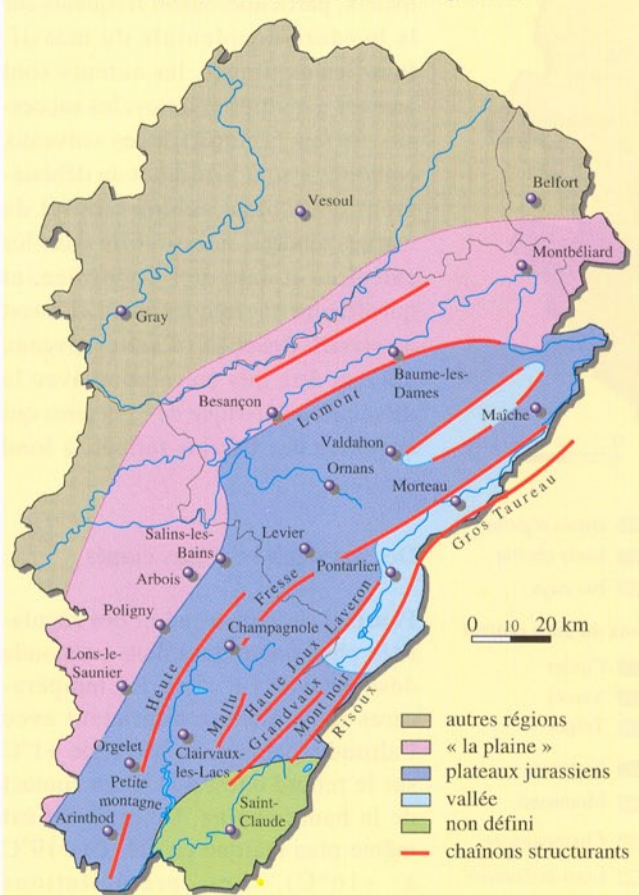 Vesoul
Belfort
Montbéliard
Gray
Baume-les-
Dames
Besançon
Lomont
Maîche
Valdahon
Ornans
Morteau
Gros Taureau
Salins-les-
Bains
Levier
Pontarlier
Arbois
Fresse
Poligny
Champagnole
Haute Joux Laveron
0 10 20 km
Lons-le-
Saunier
Heute
Mallu
Grandvaux
Mont noir
Risoux
Orgelet
Clairvaux-
les-Lacs
Petite
montagne
Arinthod
Saint-
Claude
autres régions
« la plaine »
plateaux jurassiens
vallée
non défini
chaînons structurants